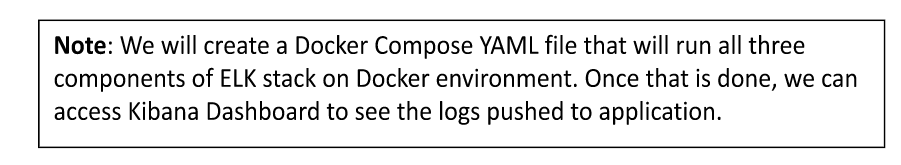 Note: We will create a Docker Compose YAML file that will run all three
components of ELK stack on Docker environment. Once that is done, we can
access Kibana Dashboard to see the logs pushed to application.